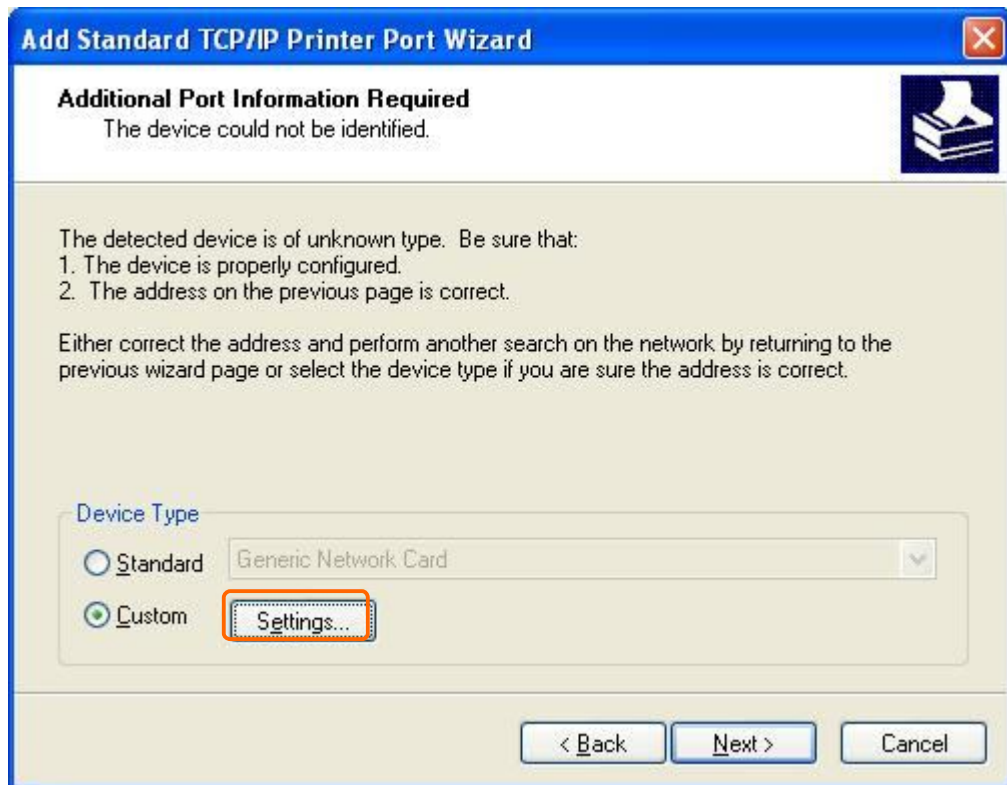 Add Standard TCP/IP Printer Port Wizard
Additional Port Information Required
The device could not be identified.
The detected device is of unknown type.  Be sure that:
1. The device is properly configured.
2.  The address on the previous page is correct.
Either correct the address and perform another search on the network by returning to the
previous wizard page or select the device type if you are sure the address is correct.
Device Type
Standard
Generic Network Card
Custom
Settings...
< Back
Next >
Cancel